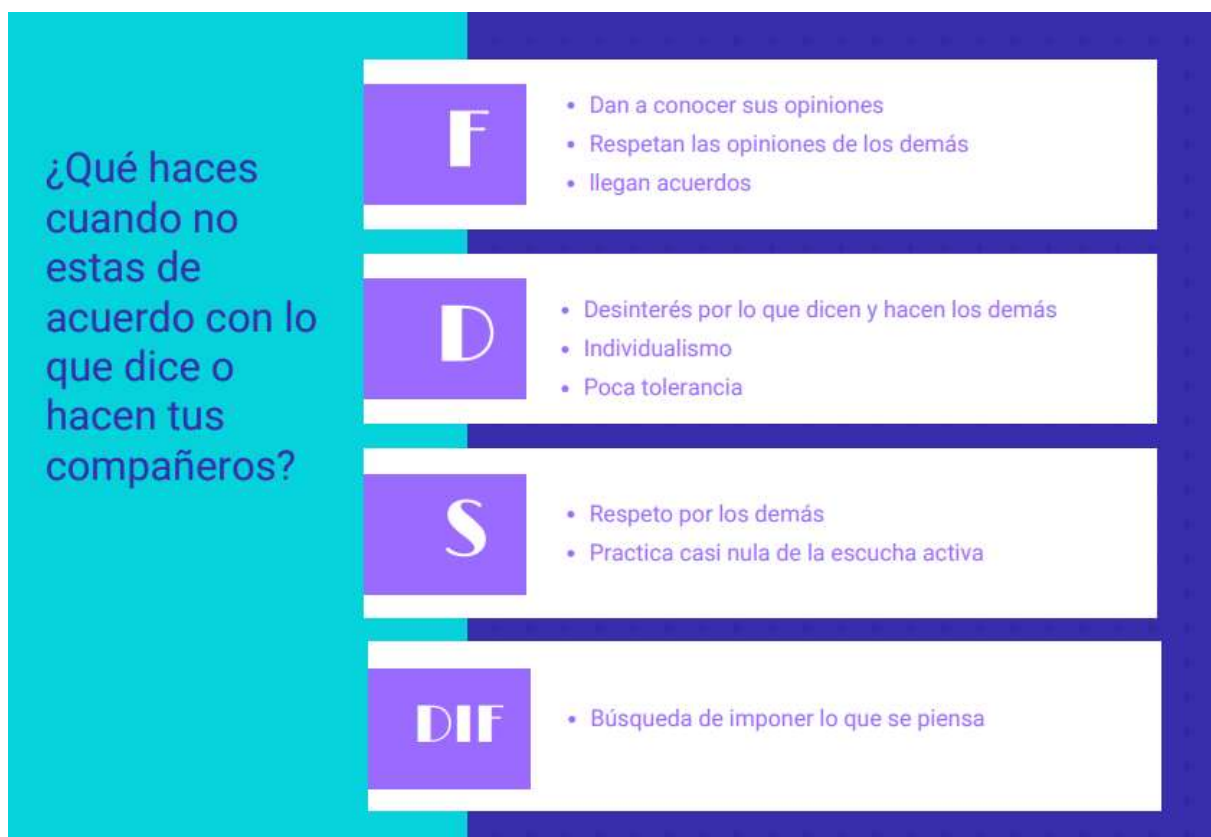 ¿Qué haces
cuando no
estas de
acuerdo con lo
que dice o
hacen tus
compañeros?
F
• Dan a conocer sus opiniones
• Respetan las opiniones de los demás
• llegan acuerdos
D
• Desinterés por lo que dicen y hacen los demás
• Individualismo
• Poca tolerancia
S
• Respeto por los demás
• Practica casi nula de la escucha activa
DIF
• Búsqueda de imponer lo que se piensa